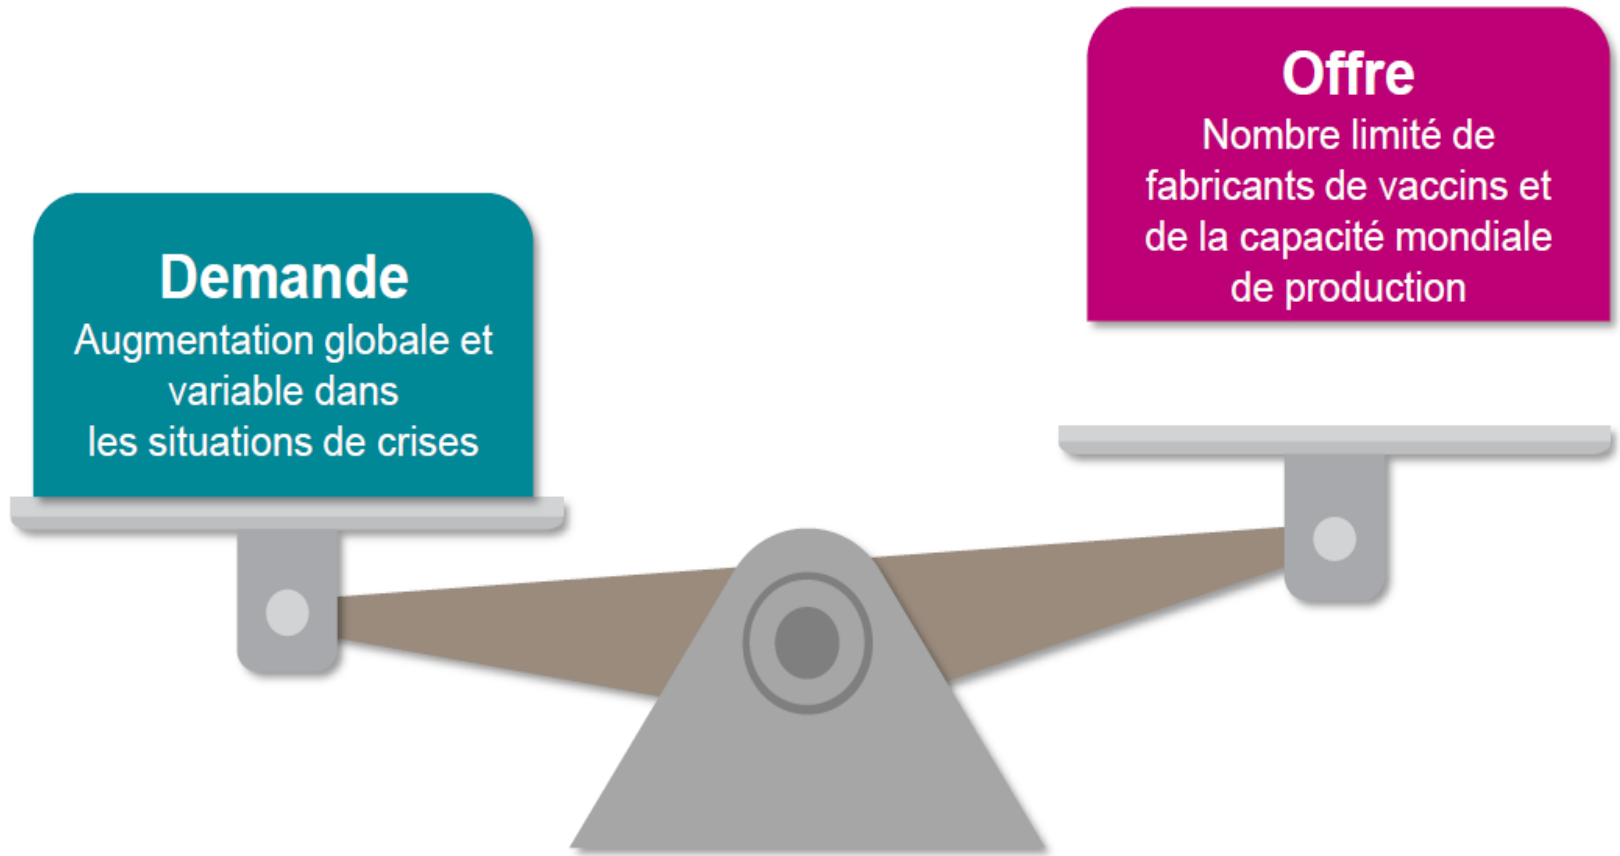 Demande
Augmentation globale et
variable dans
les situations de crises
Offre
Nombre limité de
fabricants de vaccins et
de la capacité mondiale
de production